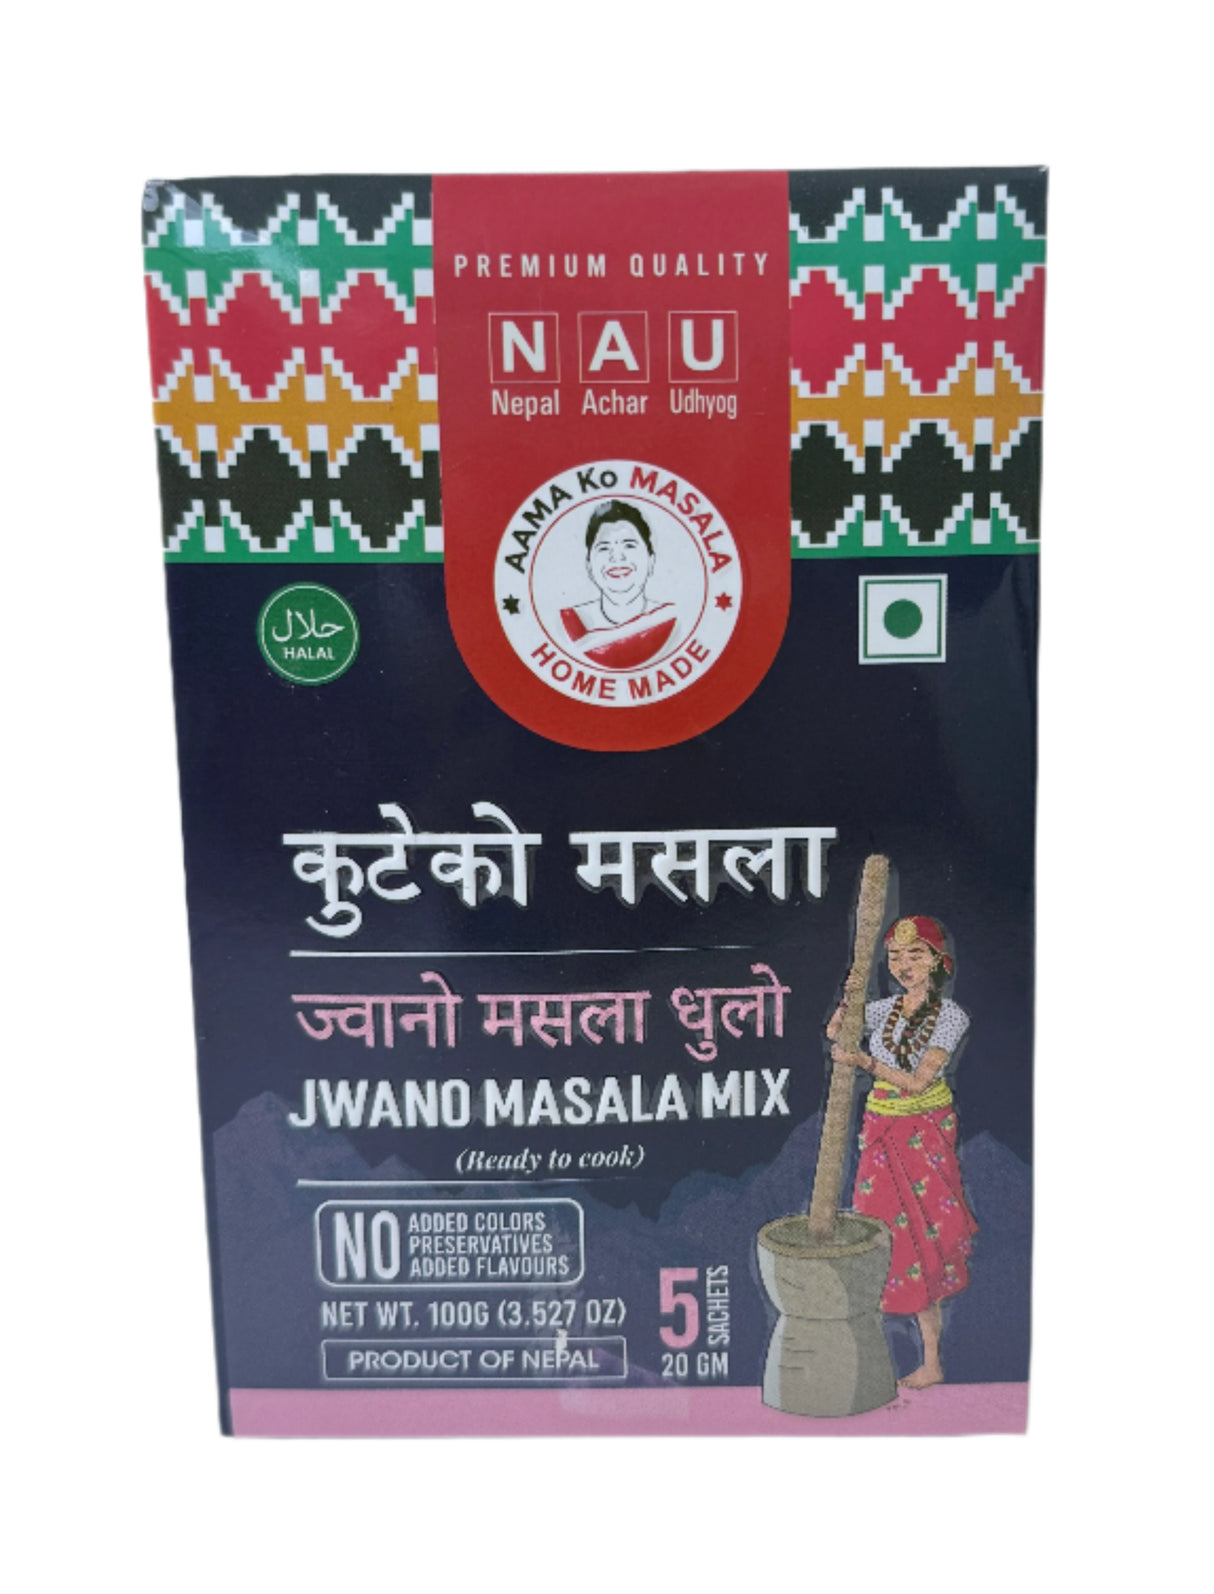 PREMIUM QUALITY
N A U
Nepal Achar Udhyog
AAMA Ko MASALA
HOME MADE
حلال
HALAL
कुटेको मसला
ज्वानो मसला धुलो
JWANO MASALA MIX
(Ready to cook)
NO ADDED COLORS
PRESERVATIVES
ADDED FLAVOURS
NET WT. 100G (3.527 OZ)
5 SACHETS
20 GM
PRODUCT OF NEPAL